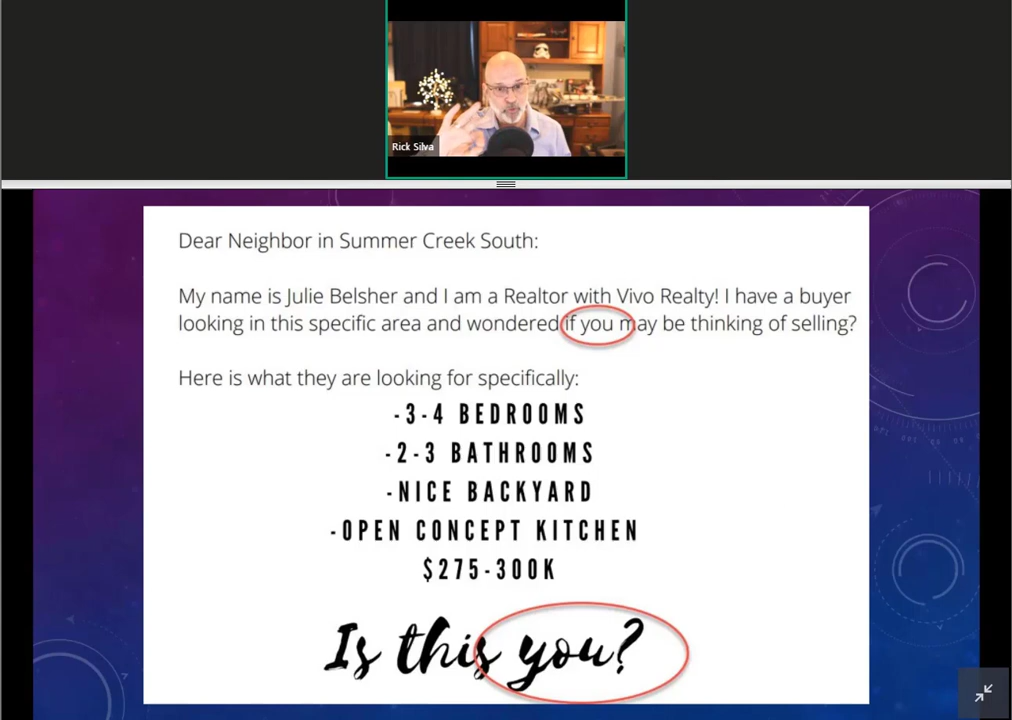 Rick Silva
Dear Neighbor in Summer Creek South:
My name is Julie Belsher and I am a Realtor with Vivo Realty! I have a buyer
looking in this specific area and wondered if you may be thinking of selling?
Here is what they are looking for specifically:
-3-4 BEDROOMS
-2-3 BATHROOMS
-NICE BACKYARD
-OPEN CONCEPT KITCHEN
$275-300K
Is this you?